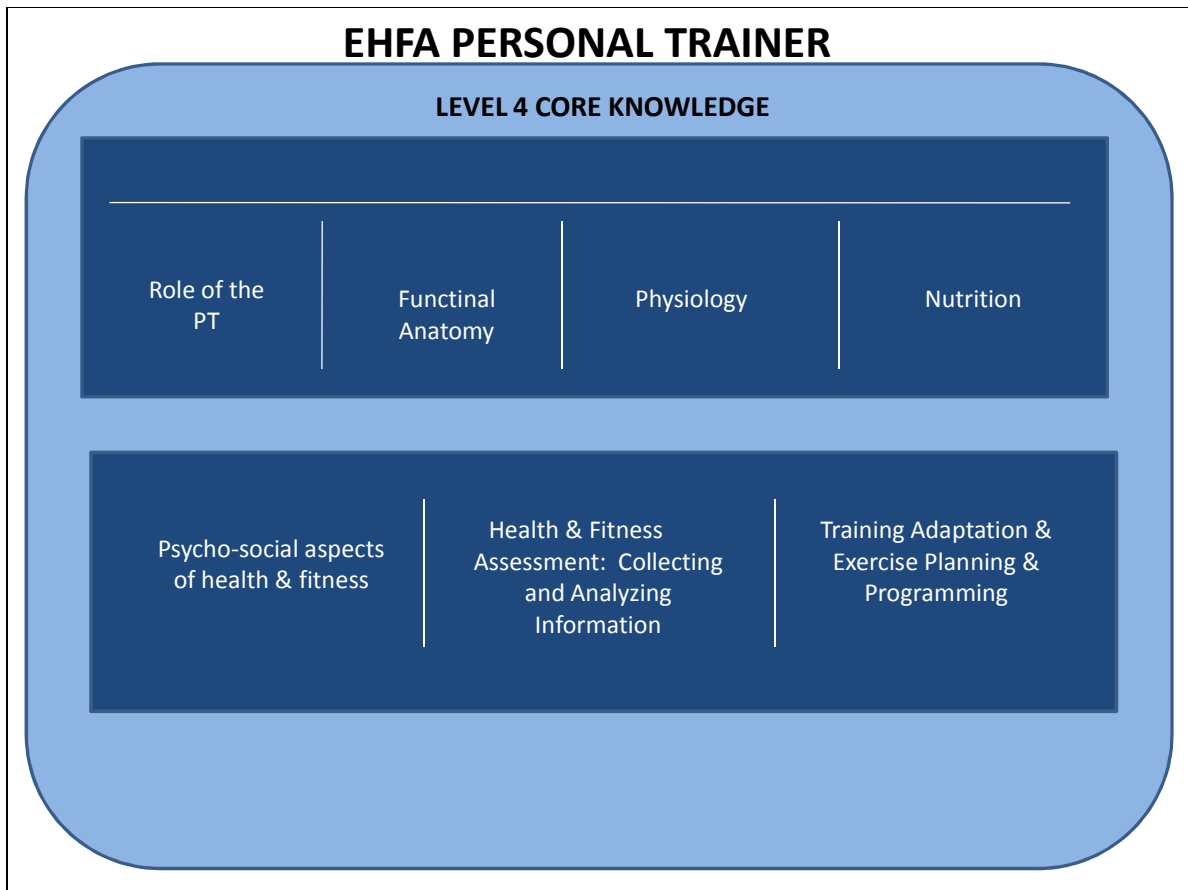 EHFA PERSONAL TRAINER
LEVEL 4 CORE KNOWLEDGE
Role of the
PT
Functinal
Anatomy
Physiology
Nutrition
Psycho-social aspects
of health & fitness
Health & Fitness
Assessment: Collecting
and Analyzing
Information
Training Adaptation &
Exercise Planning &
Programming